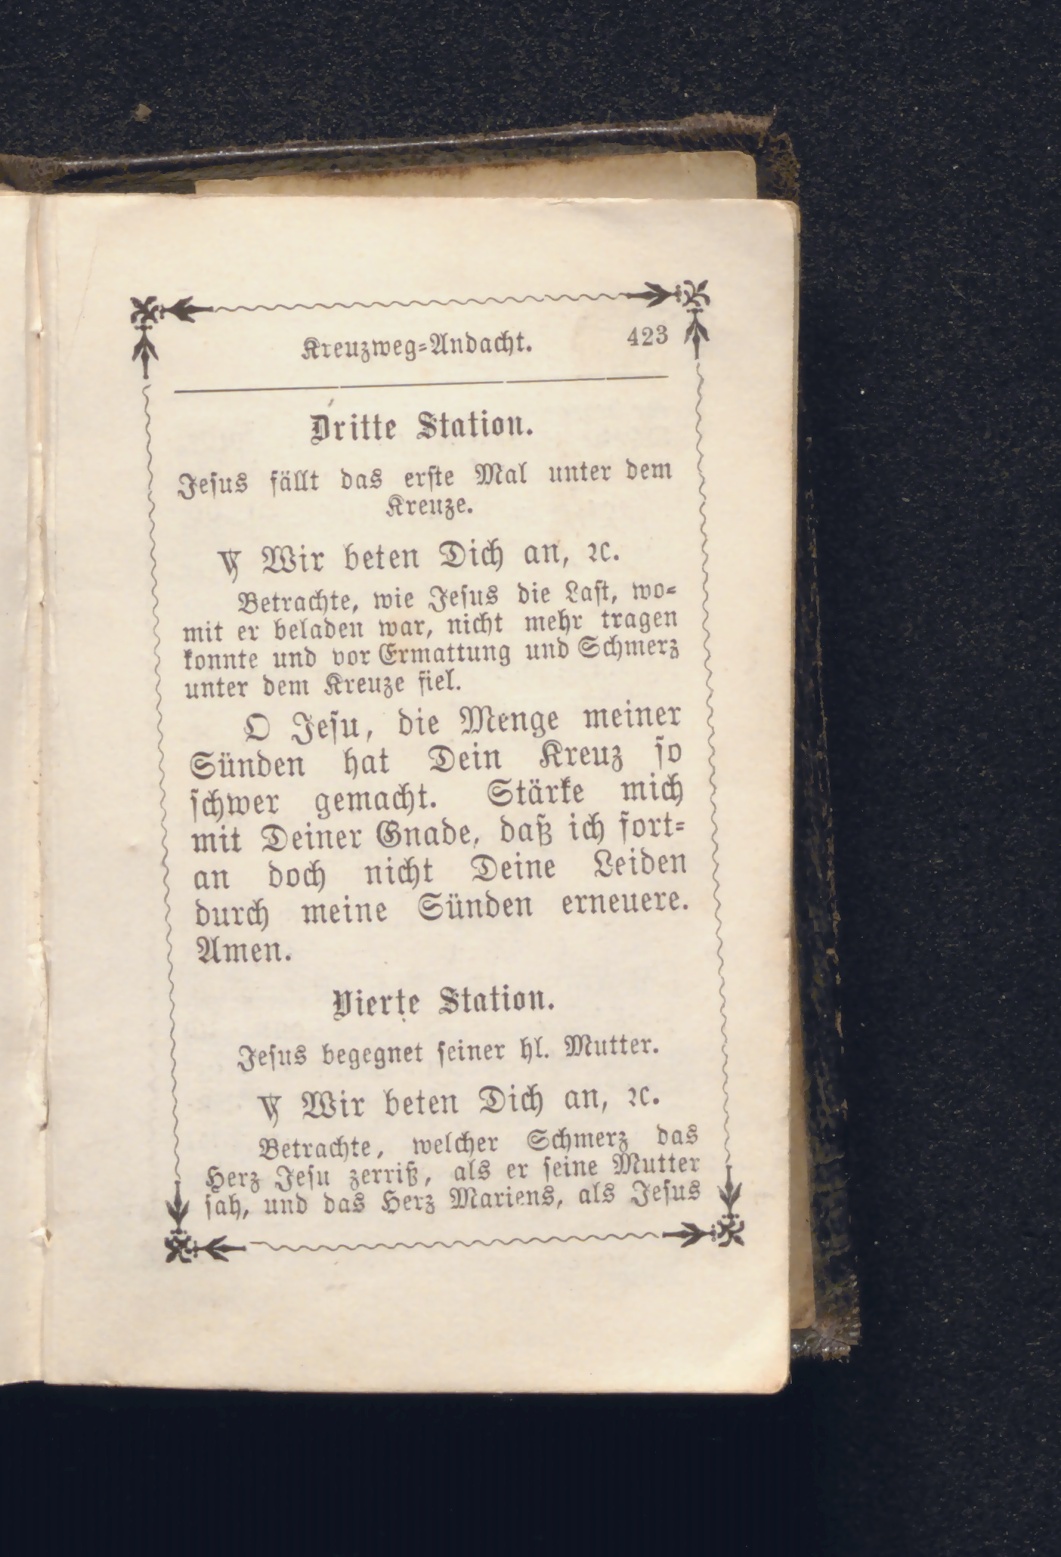 Kreuzweg=Andacht. 423
Dritte Station.
Jesus fällt das erste Mal unter dem
Kreuze.
℣ Wir beten Dich an, ꝛc.
Betrachte, wie Jesus die Last, wo=
mit er beladen war, nicht mehr tragen
konnte und vor Ermattung und Schmerz
unter dem Kreuze fiel.
O Jesu, die Menge meiner
Sünden hat Dein Kreuz so
schwer gemacht. Stärke mich
mit Deiner Gnade, daß ich fort=
an doch nicht Deine Leiden
durch meine Sünden erneuere.
Amen.
Vierte Station.
Jesus begegnet seiner hl. Mutter.
℣ Wir beten Dich an, ꝛc.
Betrachte, welcher Schmerz das
Herz Jesu zerriß, als er seine Mutter
sah, und das Herz Mariens, als Jesus